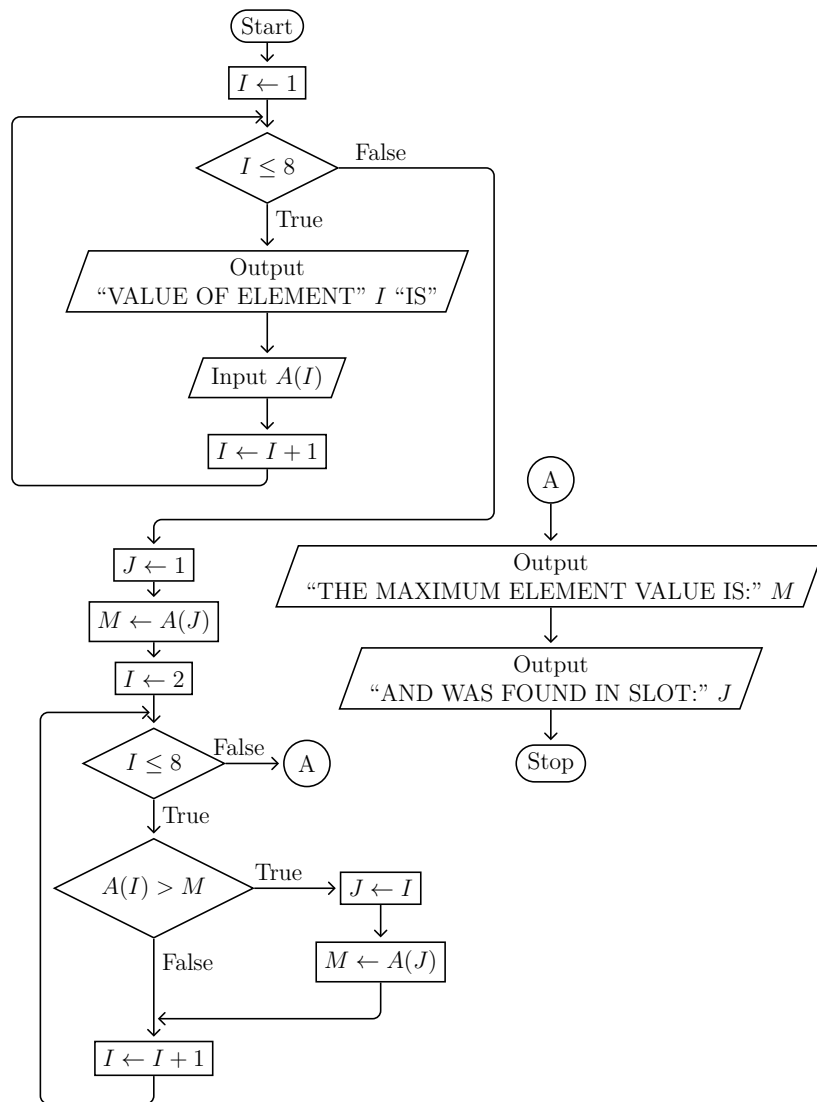 Start
I ← 1
I ≤ 8
False
True
Output
“VALUE OF ELEMENT” I “IS”
Input A(I)
I ← I + 1
J ← 1
M ← A(J)
I ← 2
I ≤ 8
False
A
True
A(I) > M
True
J ← I
M ← A(J)
False
I ← I + 1
A
Output
“THE MAXIMUM ELEMENT VALUE IS:” M
Output
“AND WAS FOUND IN SLOT:” J
Stop